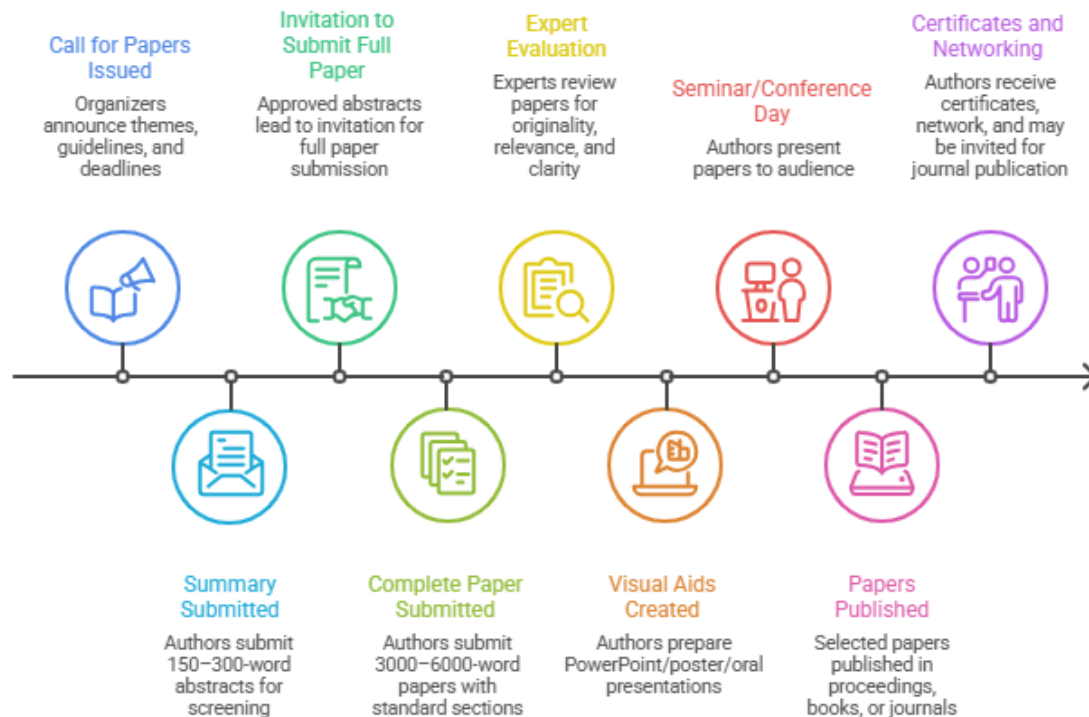 Call for Papers
Issued
Organizers
announce themes,
guidelines, and
deadlines
Invitation to
Submit Full
Paper
Approved abstracts
lead to invitation for
full paper
submission
Expert
Evaluation
Experts review
papers for
originality,
relevance, and
clarity
Seminar/Conference
Day
Authors present
papers to audience
Certificates and
Networking
Authors receive
certificates,
network, and may
be invited for
journal publication
Summary
Submitted
Authors submit
150–300-word
abstracts for
screening
Complete Paper
Submitted
Authors submit
3000–6000-word
papers with
standard sections
Visual Aids
Created
Authors prepare
PowerPoint/poster/oral
presentations
Papers
Published
Selected papers
published in
proceedings,
books, or journals